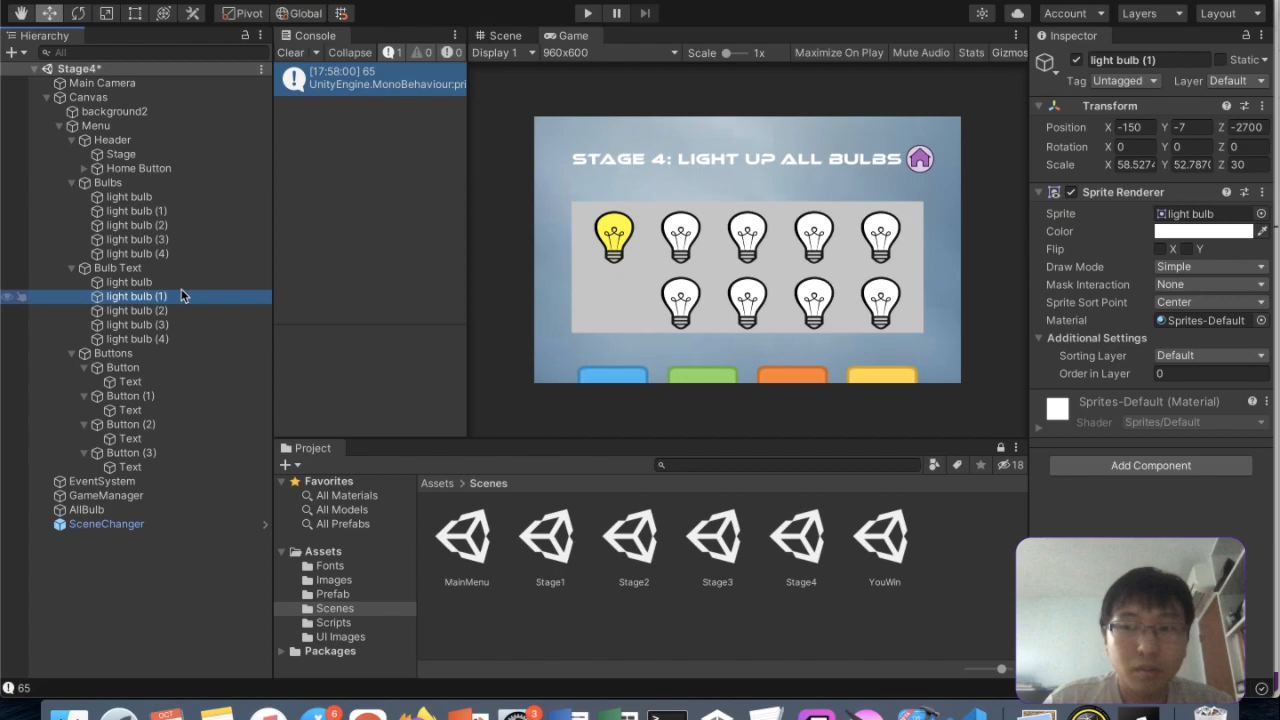 Pivot
Global
Account
Layers
Layout
Hierarchy
All
Stage4*
Main Camera
Canvas
background2
Menu
Header
Stage
Home Button
Bulbs
light bulb
light bulb (1)
light bulb (2)
light bulb (3)
light bulb (4)
Bulb Text
light bulb
light bulb (1)
light bulb (2)
light bulb (3)
light bulb (4)
Buttons
Button
Text
Button (1)
Text
Button (2)
Text
Button (3)
Text
EventSystem
GameManager
AllBulb
SceneChanger
Console
Clear Collapse 1 0 0
[17:58:00] 65
UnityEngine.MonoBehaviour:pri
Scene Game
Display 1 960x600 Scale 1x Maximize On Play Mute Audio Stats Gizmos
STAGE 4: LIGHT UP ALL BULBS
Project
18
Favorites
All Materials
All Models
All Prefabs
Assets
Fonts
Images
Prefab
Scenes
Scripts
UI Images
Packages
Assets > Scenes
MainMenu Stage1 Stage2 Stage3 Stage4 YouWin
Inspector
light bulb (1) Static
Tag Untagged Layer Default
Transform
Position X -150 Y -7 Z -2700
Rotation X 0 Y 0 Z 0
Scale X 58.5274 Y 52.7870 Z 30
Sprite Renderer
Sprite light bulb
Color
Flip X Y
Draw Mode Simple
Mask Interaction None
Sprite Sort Point Center
Material Sprites-Default
Additional Settings
Sorting Layer Default
Order in Layer 0
Sprites-Default (Material)
Shader Sprites/Default
Add Component
65
OCT
6
3